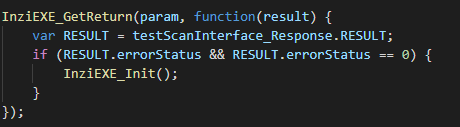 InziEXE_GetReturn(param, function(result) {
    var RESULT = testScanInterface_Response.RESULT;
    if (RESULT.errorStatus && RESULT.errorStatus == 0) {
        InziEXE_Init();
    }
});